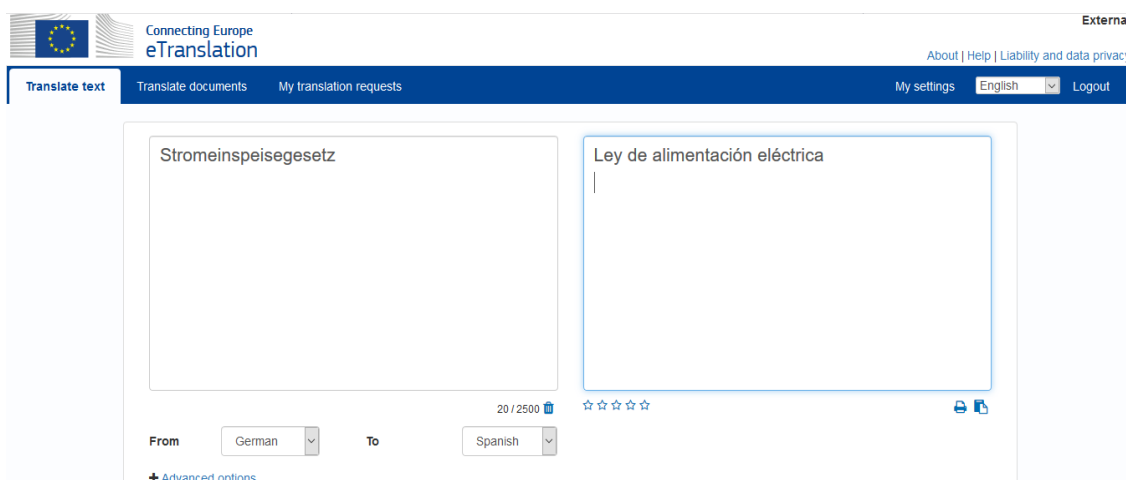 Connecting Europe
eTranslation
Externa
About | Help | Liability and data privacy
Translate text
Translate documents
My translation requests
My settings
English
Logout
Stromeinspeisegesetz
Ley de alimentación eléctrica
20 / 2500
From
German
To
Spanish
+ Advanced options